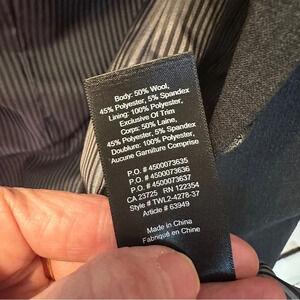 Body: 50% Wool,
45% Polyester, 5% Spandex
Lining: 100% Polyester,
Exclusive Of Trim
Corps: 50% Laine,
45% Polyester, 5% Spandex
Doublure: 100% Polyester,
Aucune Garniture Comprise
P.O. # 4500073635
P.O. # 4500073636
P.O. # 4500073637
CA 23725 RN 122354
Style # TWL2-4278-37
Article # 63949
Made in China
Fabriqué en Chine